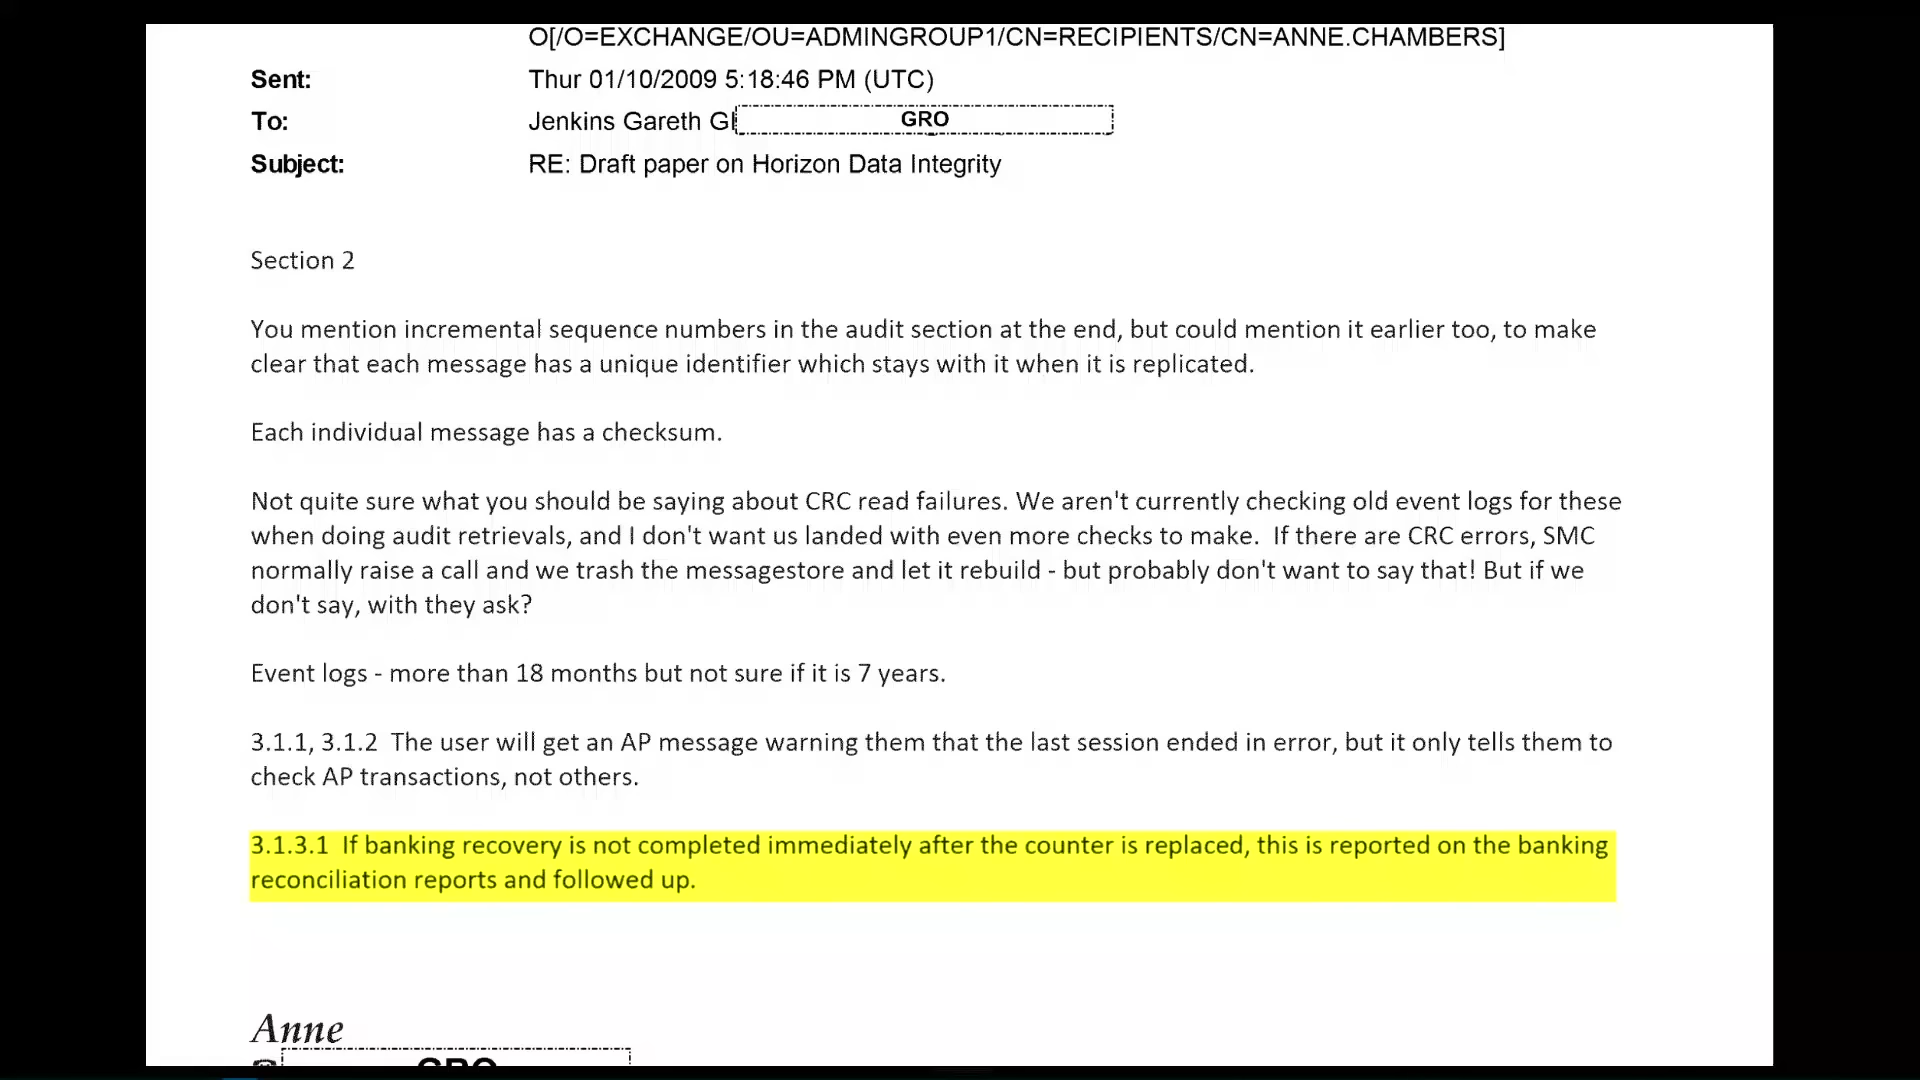 O[/O=EXCHANGE/OU=ADMINGROUP1/CN=RECIPIENTS/CN=ANNE.CHAMBERS]
Sent: Thur 01/10/2009 5:18:46 PM (UTC)
To: Jenkins Gareth GI GRO
Subject: RE: Draft paper on Horizon Data Integrity
Section 2
You mention incremental sequence numbers in the audit section at the end, but could mention it earlier too, to make
clear that each message has a unique identifier which stays with it when it is replicated.
Each individual message has a checksum.
Not quite sure what you should be saying about CRC read failures. We aren't currently checking old event logs for these
when doing audit retrievals, and I don't want us landed with even more checks to make.  If there are CRC errors, SMC
normally raise a call and we trash the messagestore and let it rebuild - but probably don't want to say that! But if we
don't say, with they ask?
Event logs - more than 18 months but not sure if it is 7 years.
3.1.1, 3.1.2  The user will get an AP message warning them that the last session ended in error, but it only tells them to
check AP transactions, not others.
3.1.3.1  If banking recovery is not completed immediately after the counter is replaced, this is reported on the banking
reconciliation reports and followed up.
Anne
GRO